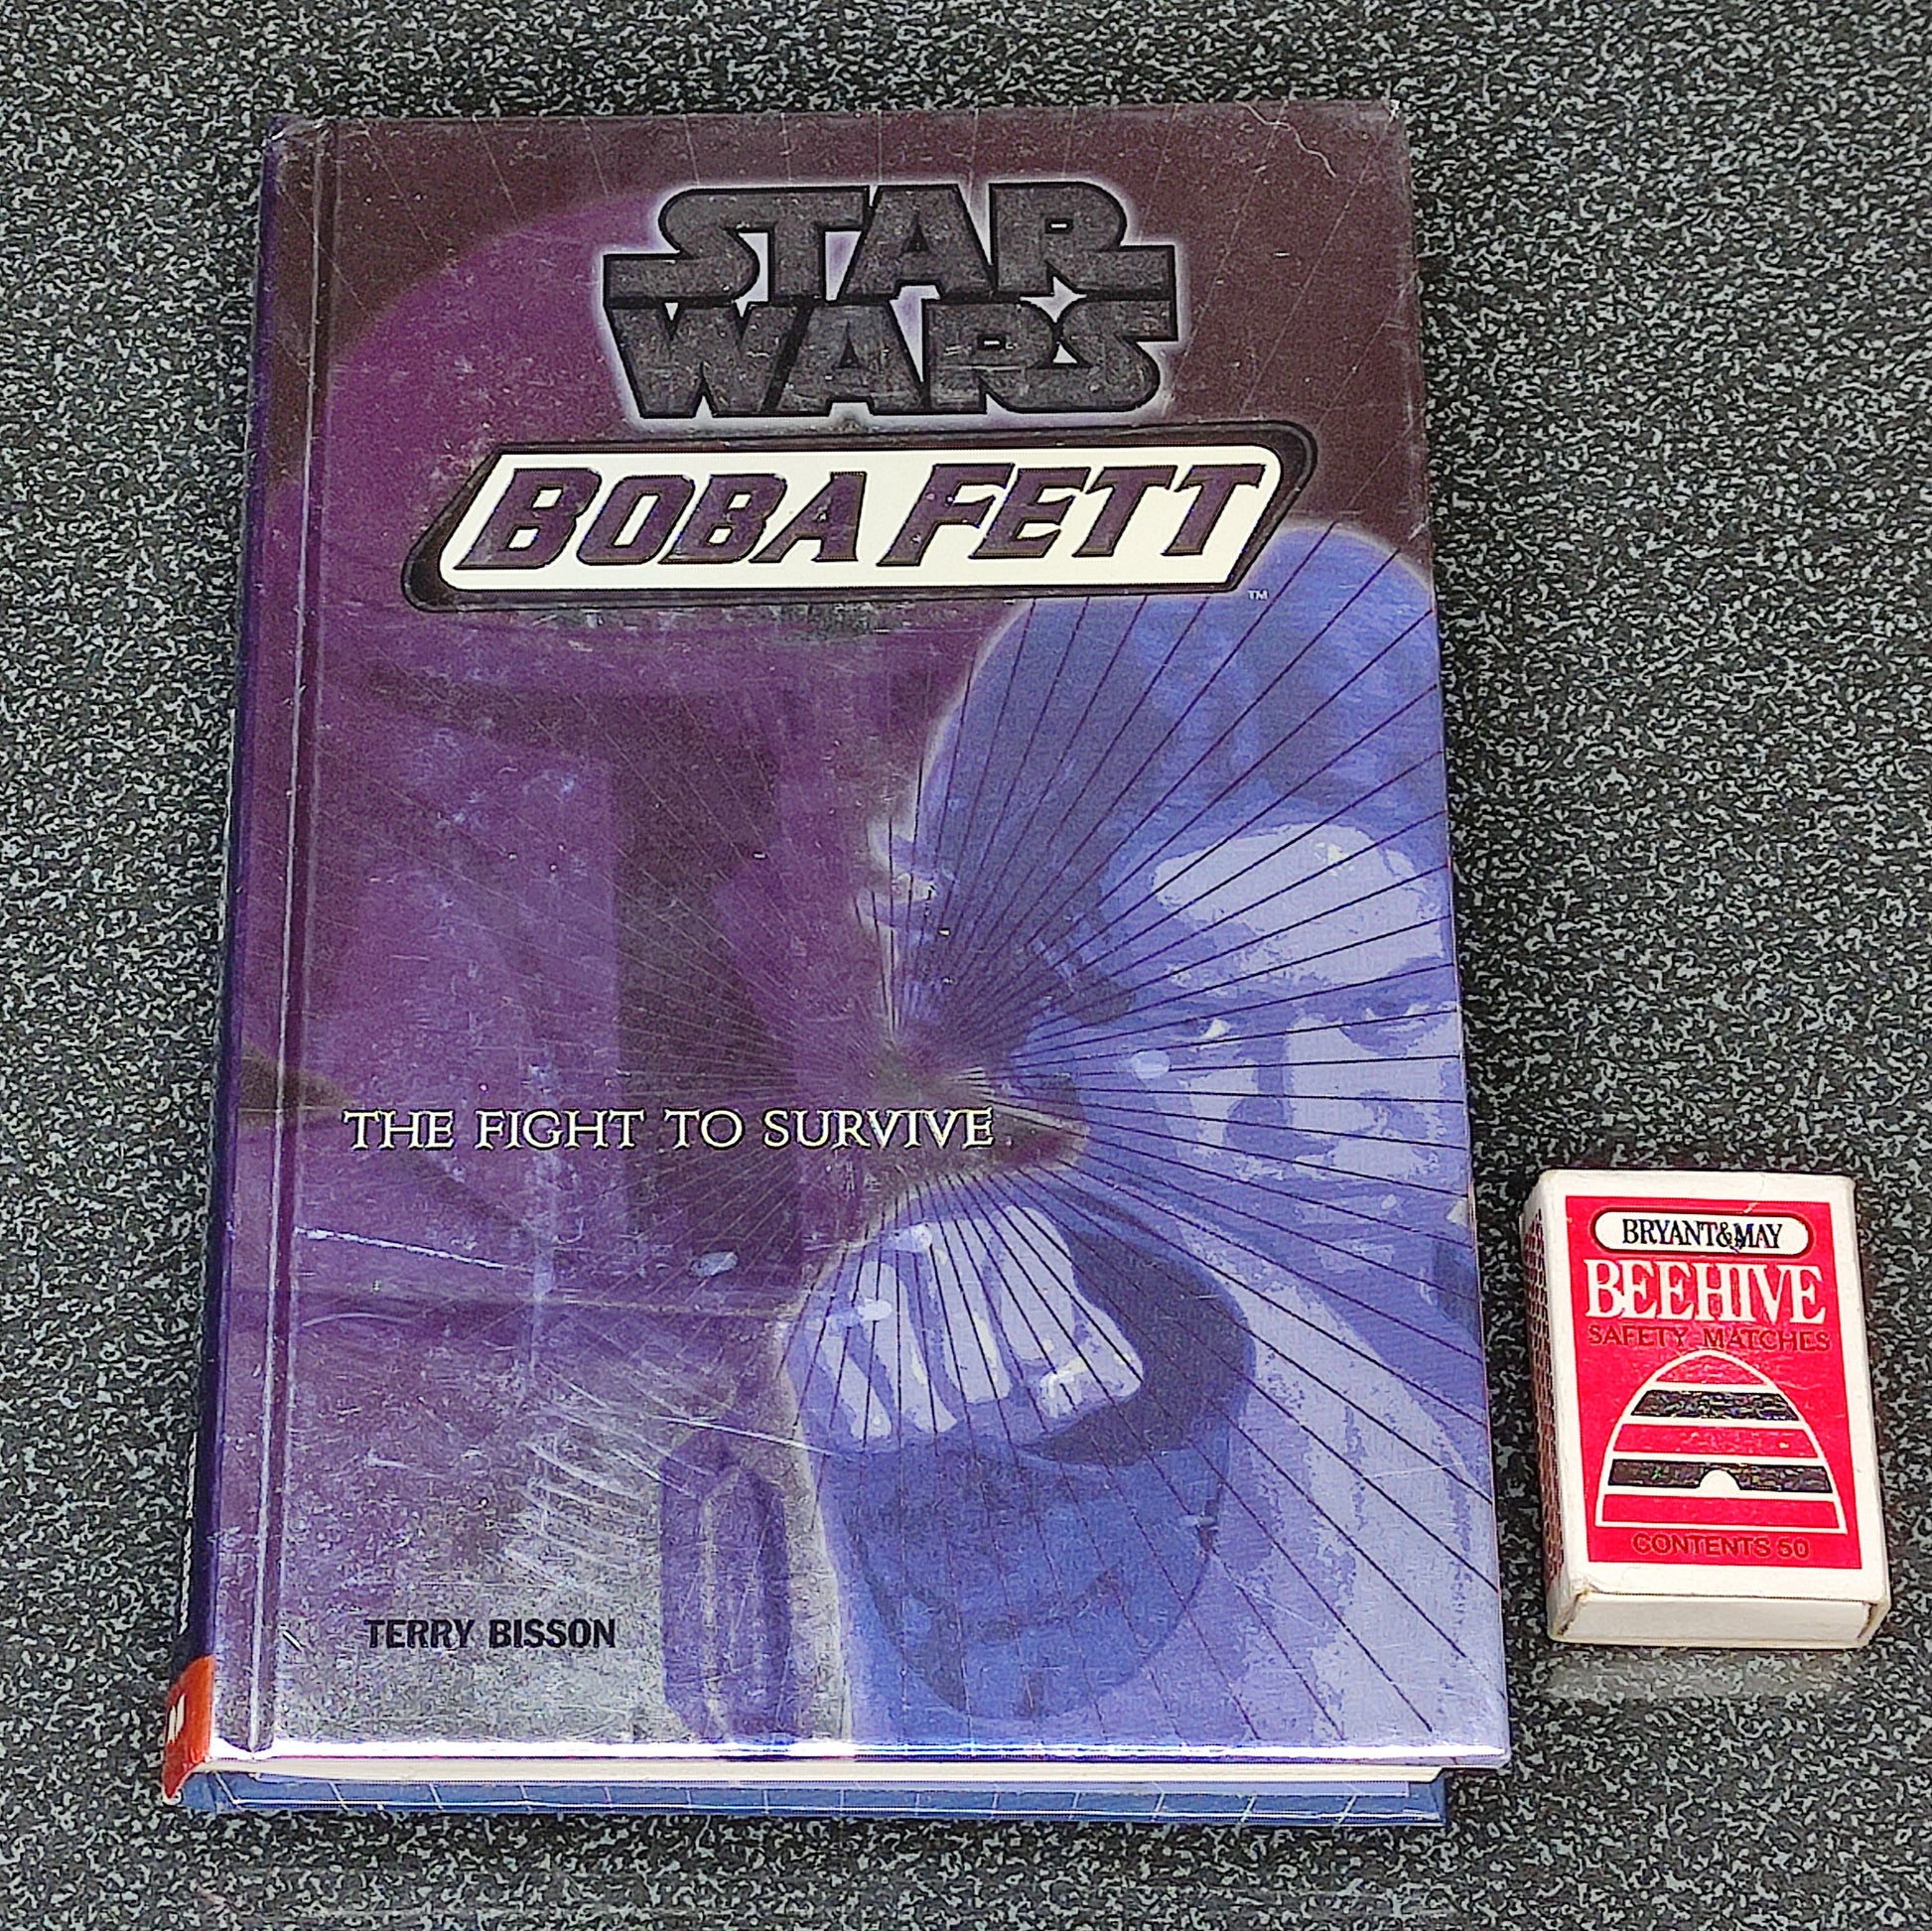 STAR
WARS
BOBA FETT
TM
THE FIGHT TO SURVIVE
TERRY BISSON
BRYANT&MAY
BEEHIVE
SAFETY MATCHES
CONTENTS 50